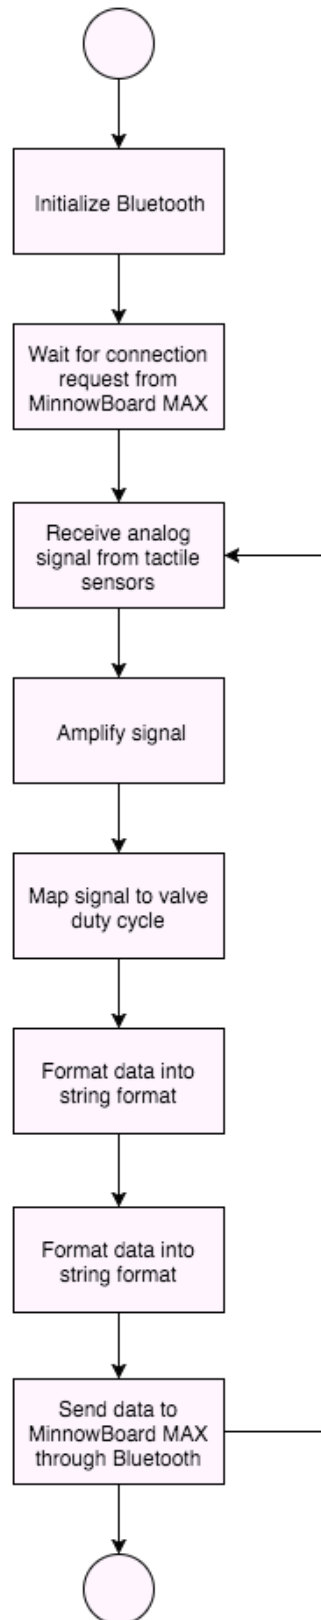 Initialize Bluetooth
Wait for connection
request from
MinnowBoard MAX
Receive analog
signal from tactile
sensors
Amplify signal
Map signal to valve
duty cycle
Format data into
string format
Format data into
string format
Send data to
MinnowBoard MAX
through Bluetooth